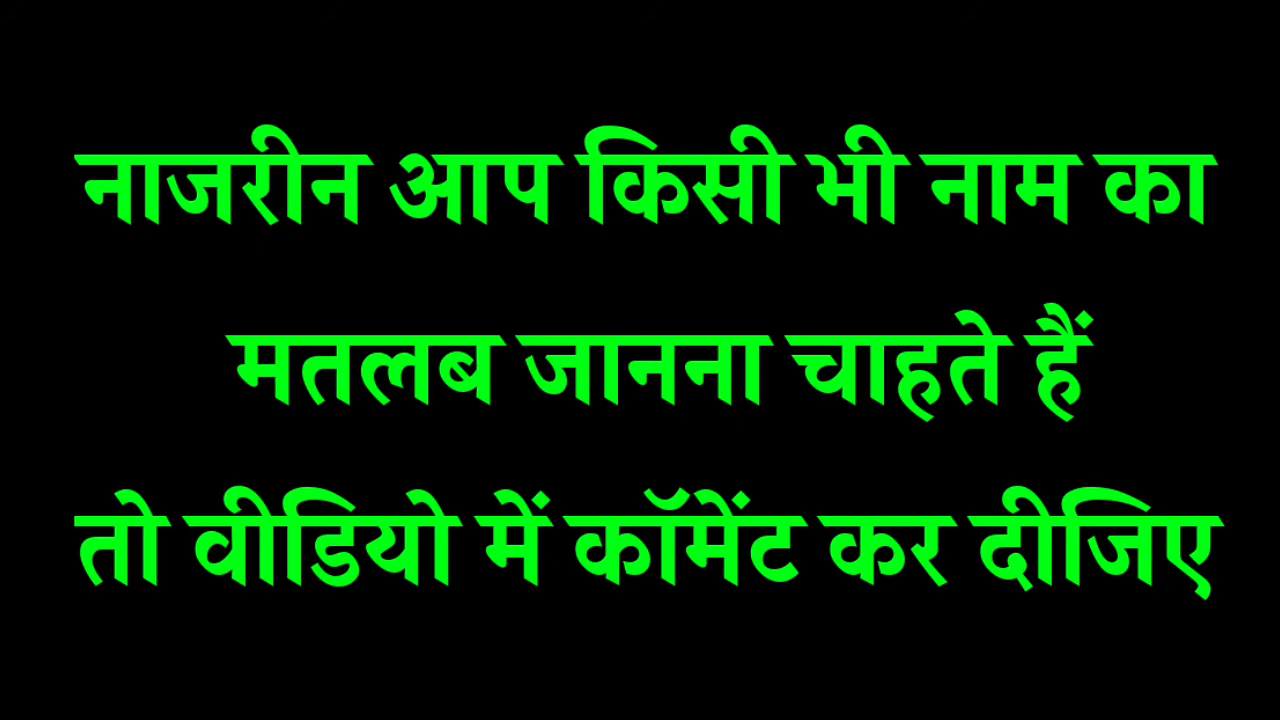 नाजरीन आप किसी भी नाम का
मतलब जानना चाहते हैं
तो वीडियो में कॉमेंट कर दीजिए